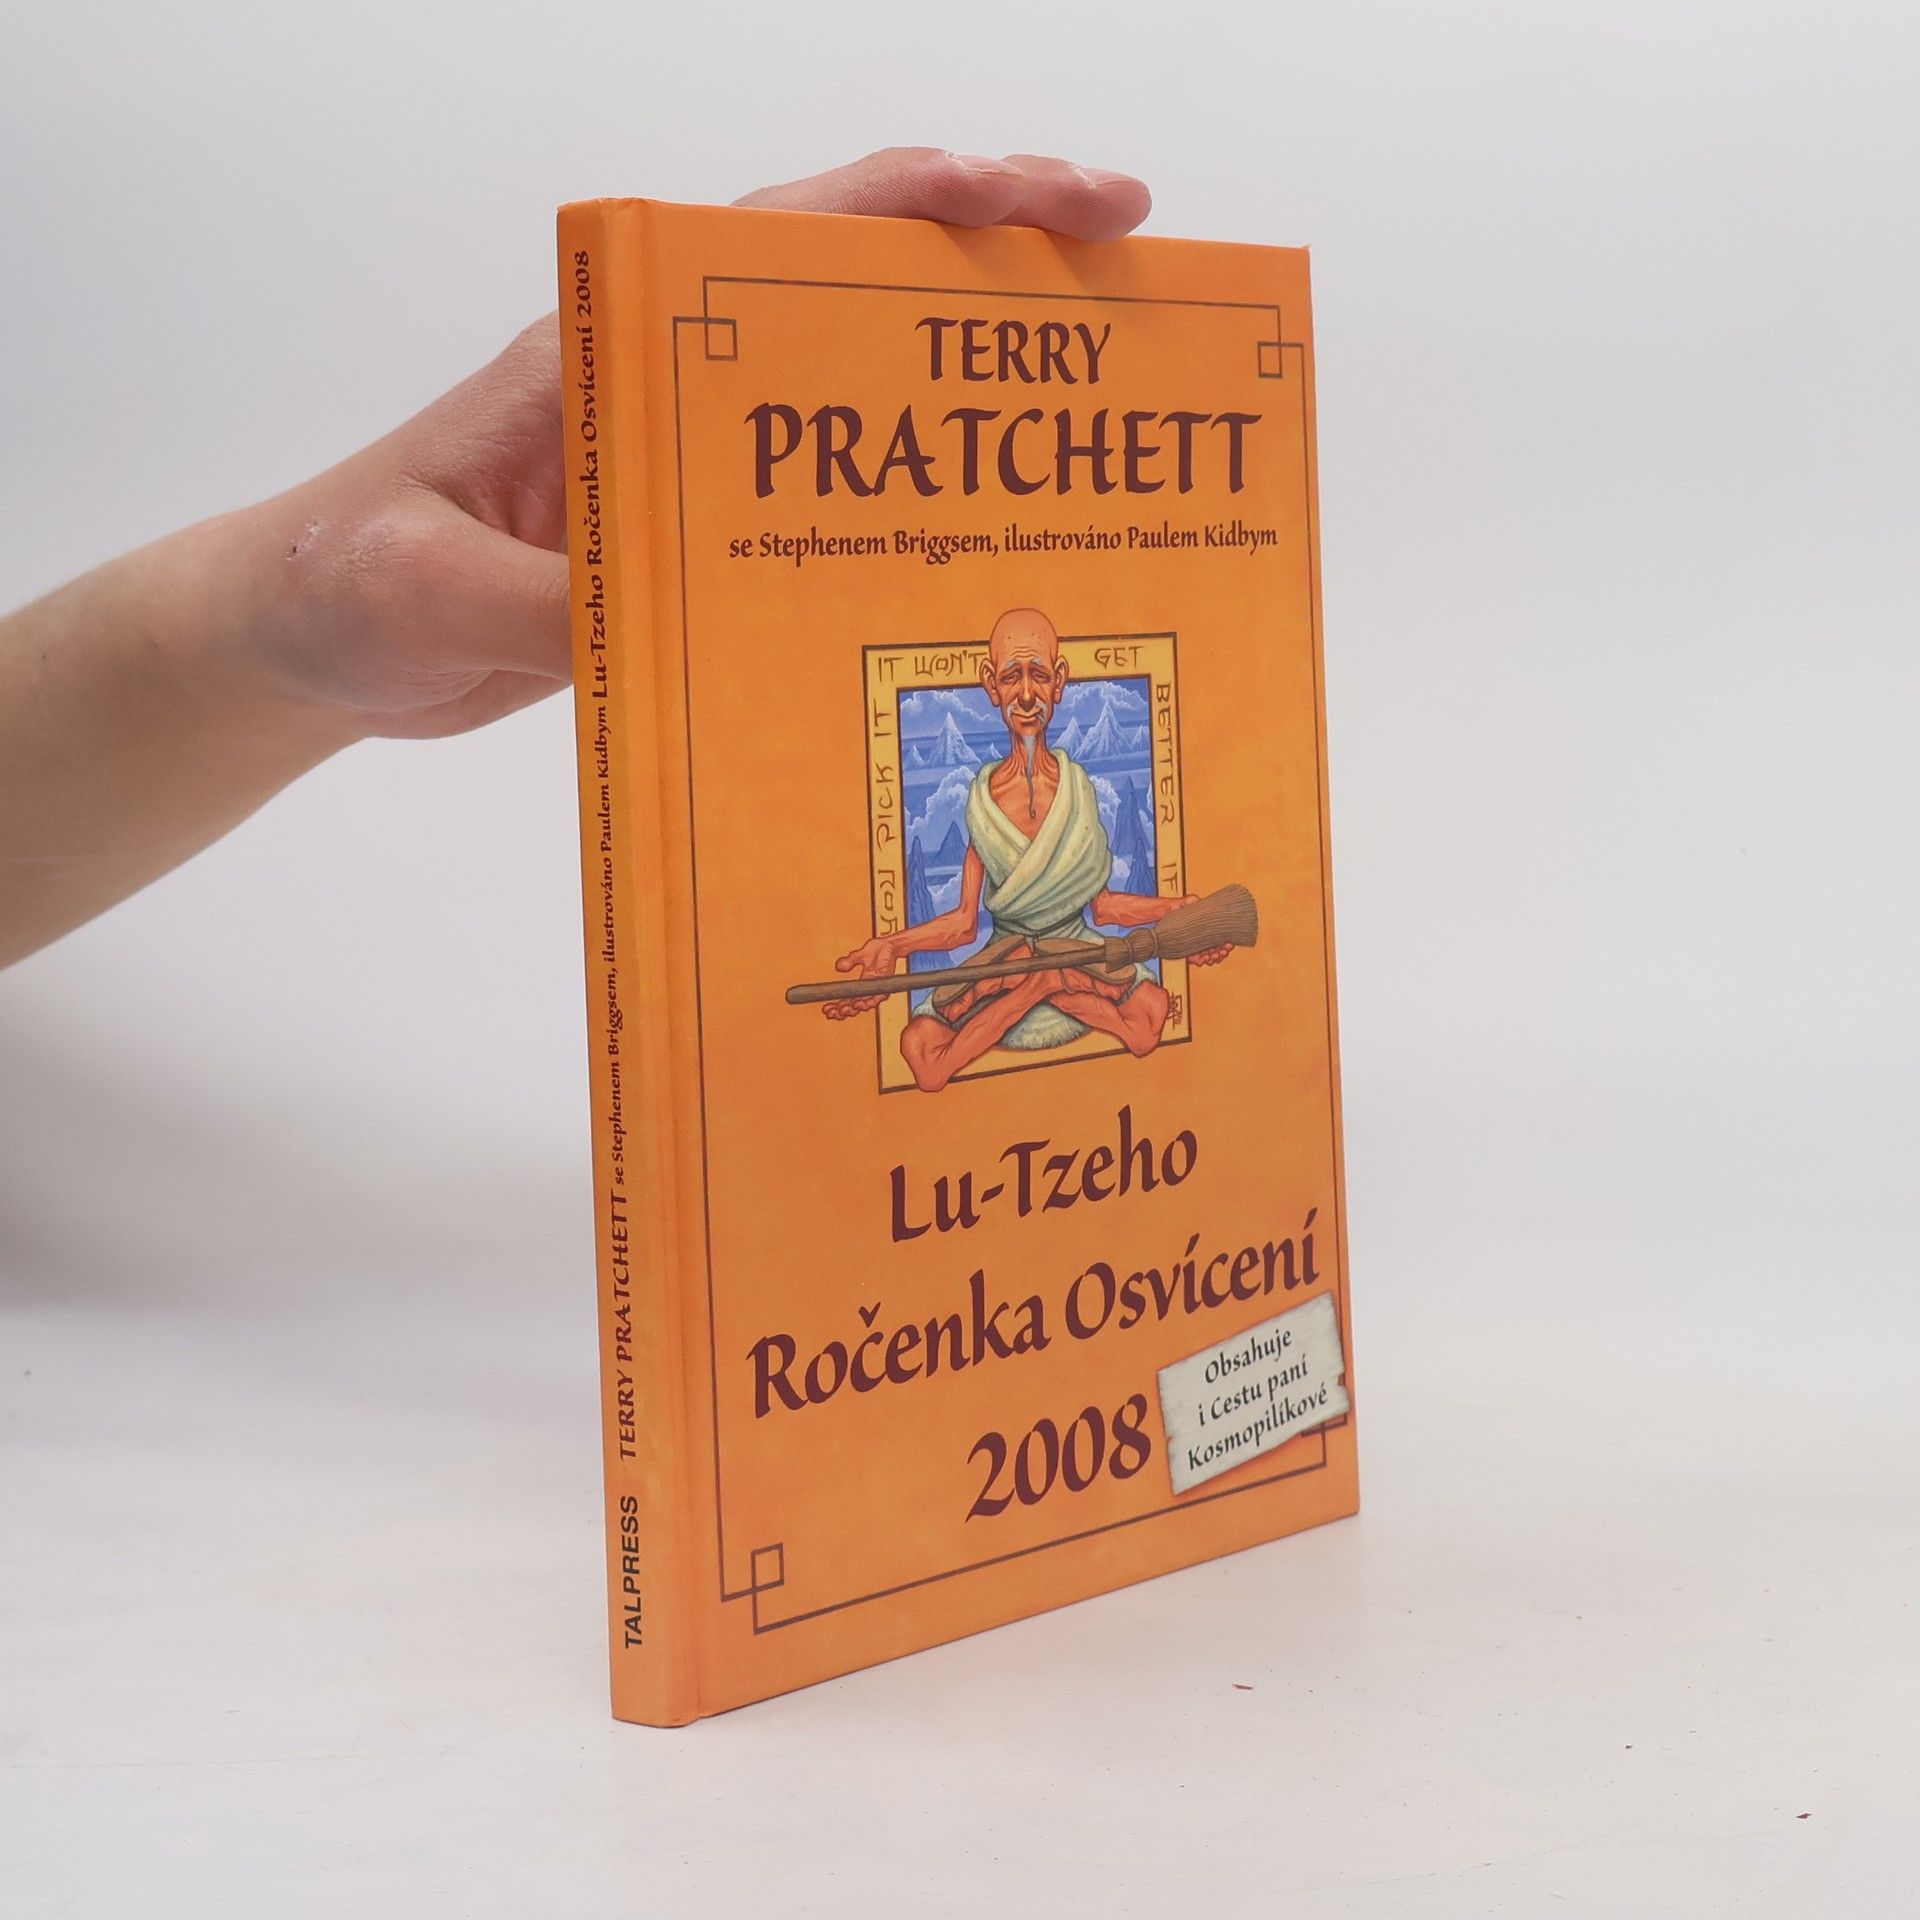 TERRY
PRATCHETT
se Stephenem Briggsem, ilustrováno Paulem Kidbym
IT WON'T GET
BETTER IF
YOU PICK IT
Lu-Tzeho
Ročenka Osvícení
2008
Obsahuje
i Cestu paní
Kosmopilíkové
TALPRESS TERRY PRATCHETT se Stephenem Briggsem, ilustrováno Paulem Kidbym Lu-Tzeho Ročenka Osvícení 2008